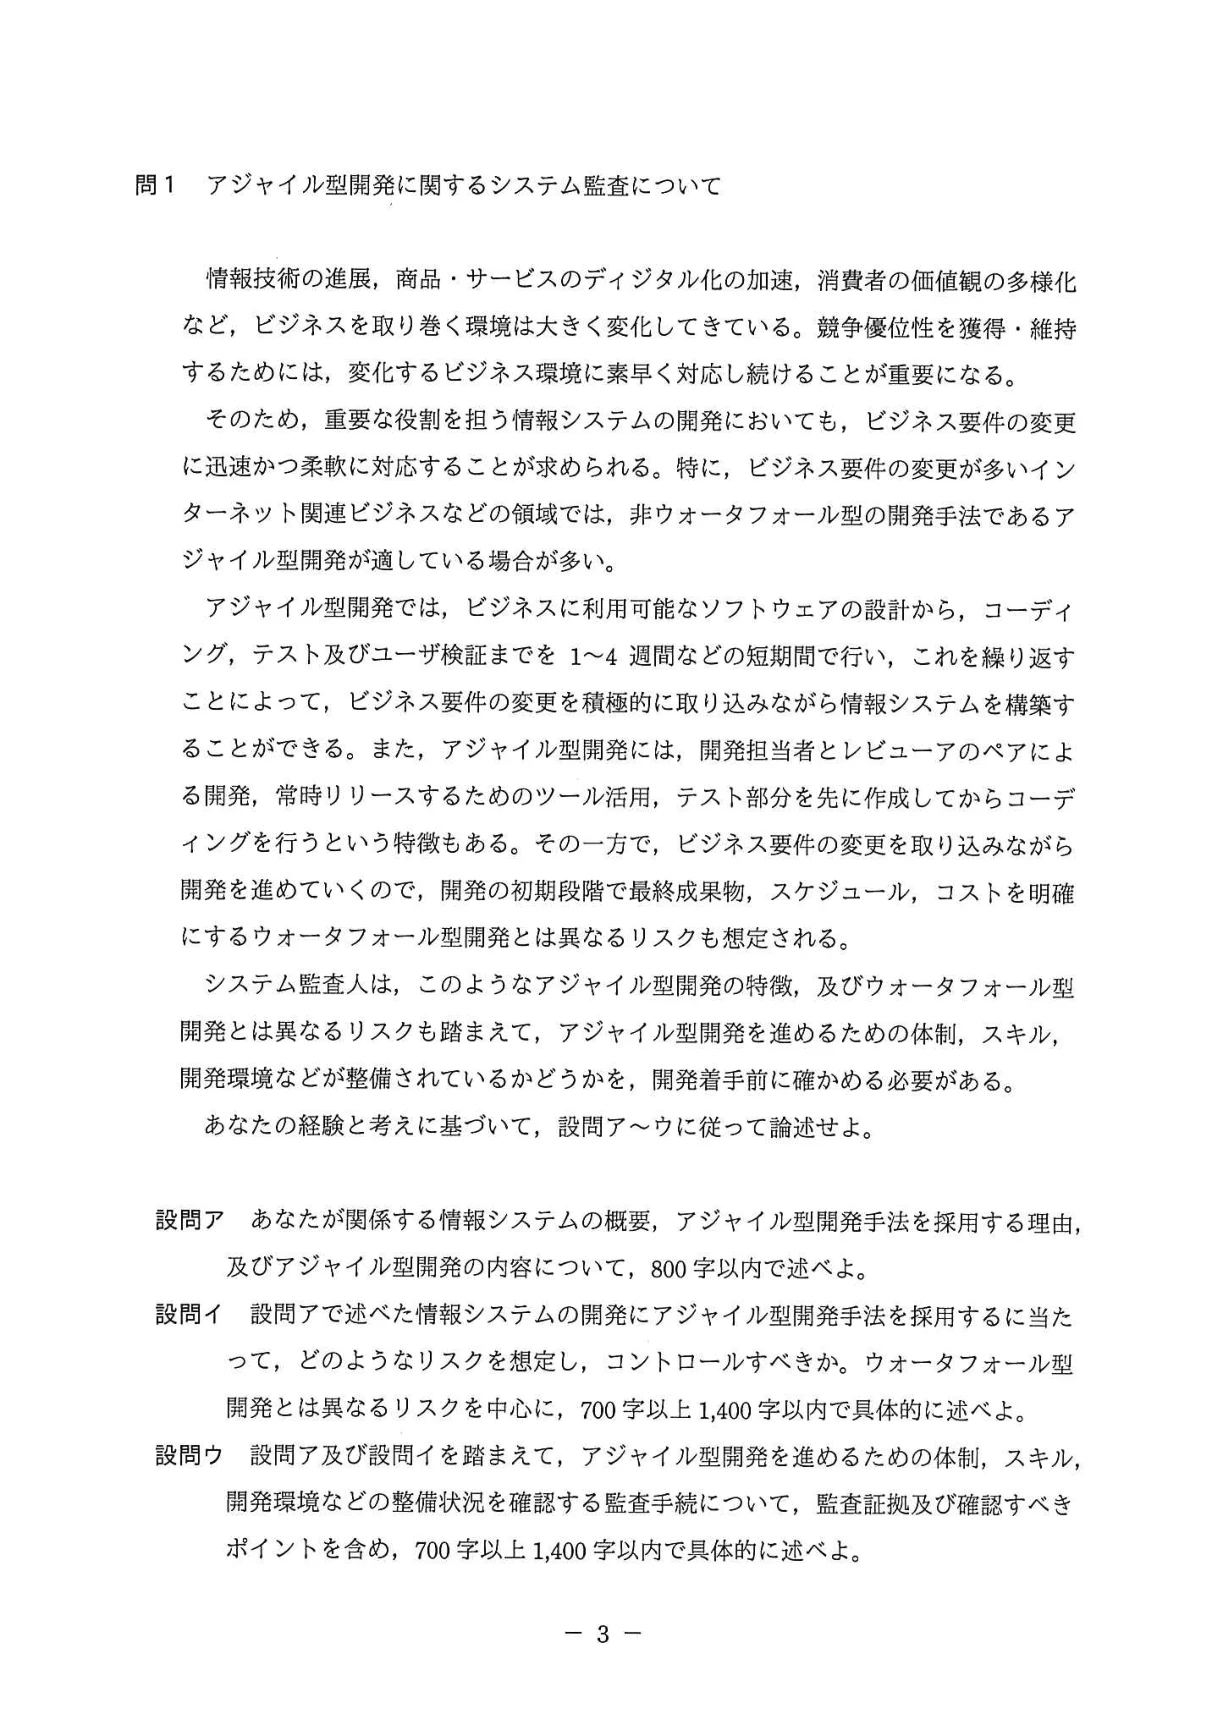 問1　アジャイル型開発に関するシステム監査について
情報技術の進展，商品・サービスのディジタル化の加速，消費者の価値観の多様化
など，ビジネスを取り巻く環境は大きく変化してきている。競争優位性を獲得・維持
するためには，変化するビジネス環境に素早く対応し続けることが重要になる。
そのため，重要な役割を担う情報システムの開発においても，ビジネス要件の変更
に迅速かつ柔軟に対応することが求められる。特に，ビジネス要件の変更が多いイン
ターネット関連ビジネスなどの領域では，非ウォータフォール型の開発手法であるア
ジャイル型開発が適している場合が多い。
アジャイル型開発では，ビジネスに利用可能なソフトウェアの設計から，コーディ
ング，テスト及びユーザ検証までを 1〜4 週間などの短期間で行い，これを繰り返す
ことによって，ビジネス要件の変更を積極的に取り込みながら情報システムを構築す
ることができる。また，アジャイル型開発には，開発担当者とレビューアのペアによ
る開発，常時リリースするためのツール活用，テスト部分を先に作成してからコーデ
ィングを行うという特徴もある。その一方で，ビジネス要件の変更を取り込みながら
開発を進めていくので，開発の初期段階で最終成果物，スケジュール，コストを明確
にするウォータフォール型開発とは異なるリスクも想定される。
システム監査人は，このようなアジャイル型開発の特徴，及びウォータフォール型
開発とは異なるリスクも踏まえて，アジャイル型開発を進めるための体制，スキル，
開発環境などが整備されているかどうかを，開発着手前に確かめる必要がある。
あなたの経験と考えに基づいて，設問ア〜ウに従って論述せよ。
設問ア　あなたが関係する情報システムの概要，アジャイル型開発手法を採用する理由，
及びアジャイル型開発の内容について，800 字以内で述べよ。
設問イ　設問アで述べた情報システムの開発にアジャイル型開発手法を採用するに当た
って，どのようなリスクを想定し，コントロールすべきか。ウォータフォール型
開発とは異なるリスクを中心に，700 字以上 1,400 字以内で具体的に述べよ。
設問ウ　設問ア及び設問イを踏まえて，アジャイル型開発を進めるための体制，スキル，
開発環境などの整備状況を確認する監査手続について，監査証拠及び確認すべき
ポイントを含め，700 字以上 1,400 字以内で具体的に述べよ。
－ 3 －